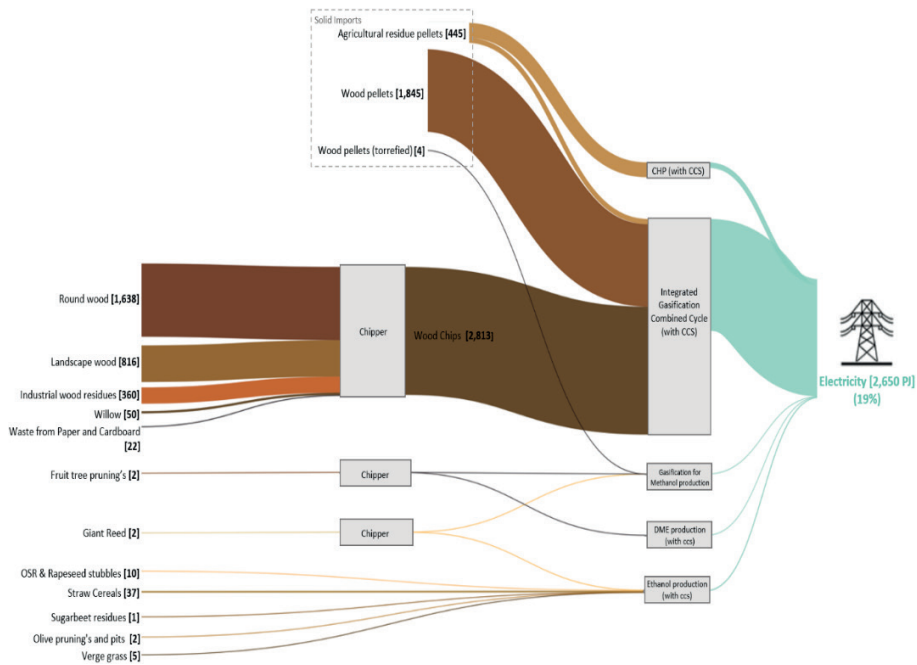 Solid Imports
Agricultural residue pellets [445]
Wood pellets [1,845]
Wood pellets (torrefied) [4]
CHP (with CCS)
Round wood [1,638]
Chipper
Wood Chips [2,813]
Integrated
Gasification
Combined Cycle
(with CCS)
Landscape wood [816]
Industrial wood residues [360]
Willow [50]
Waste from Paper and Cardboard
[22]
Electricity [2,650 PJ]
(19%)
Fruit tree pruning's [2]
Chipper
Gasification for
Methanol production
Giant Reed [2]
Chipper
DME production
(with ccs)
OSR & Rapeseed stubbles [10]
Straw Cereals [37]
Ethanol production
(with ccs)
Sugarbeet residues [1]
Olive pruning's and pits [2]
Verge grass [5]